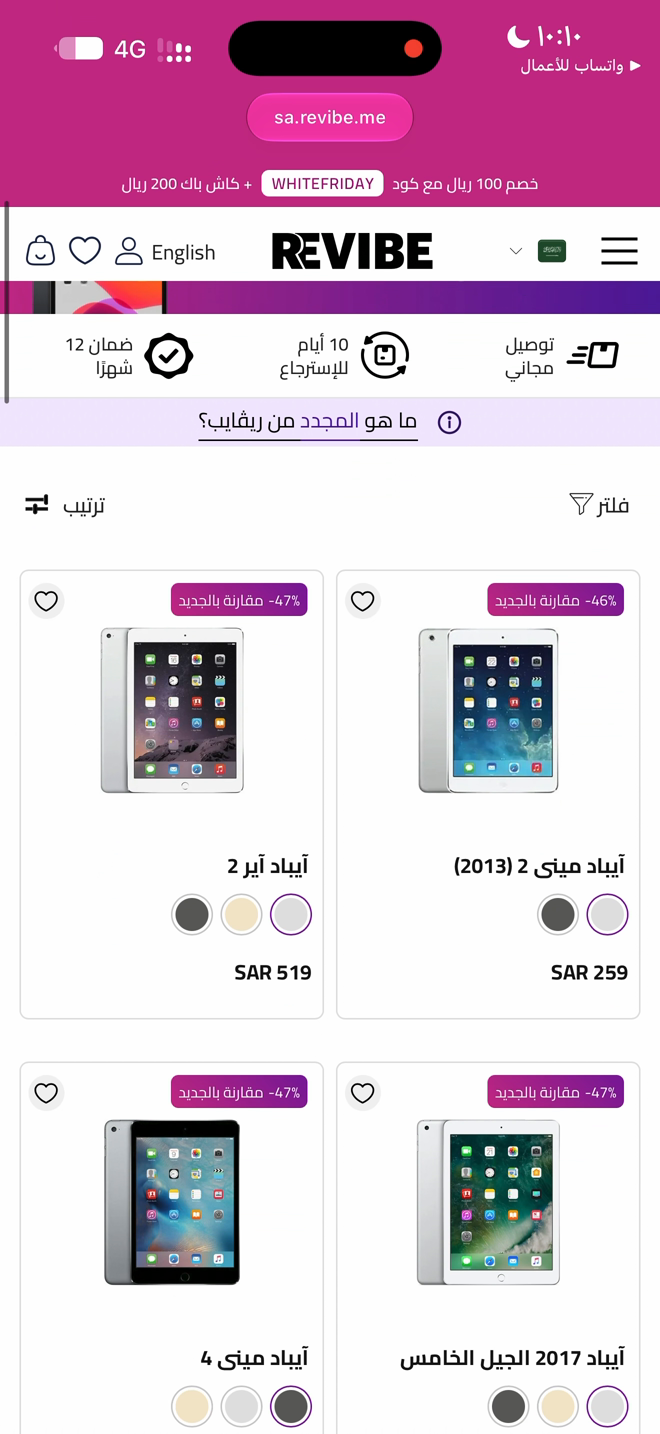 ١٠:١٠
4G
◀ واتساب للأعمال
sa.revibe.me
خصم 100 ريال مع كود WHITEFRIDAY + كاش باك 200 ريال
REVIBE
English
توصيل مجاني
10 أيام للإسترجاع
ضمان 12 شهرًا
ما هو المجدد من ريڤايب؟
فلتر
ترتيب
-46% مقارنة بالجديد
آيباد ميني 2 (2013)
SAR 259
-47% مقارنة بالجديد
آيباد آير 2
SAR 519
-47% مقارنة بالجديد
آيباد 2017 الجيل الخامس
-47% مقارنة بالجديد
آيباد ميني 4